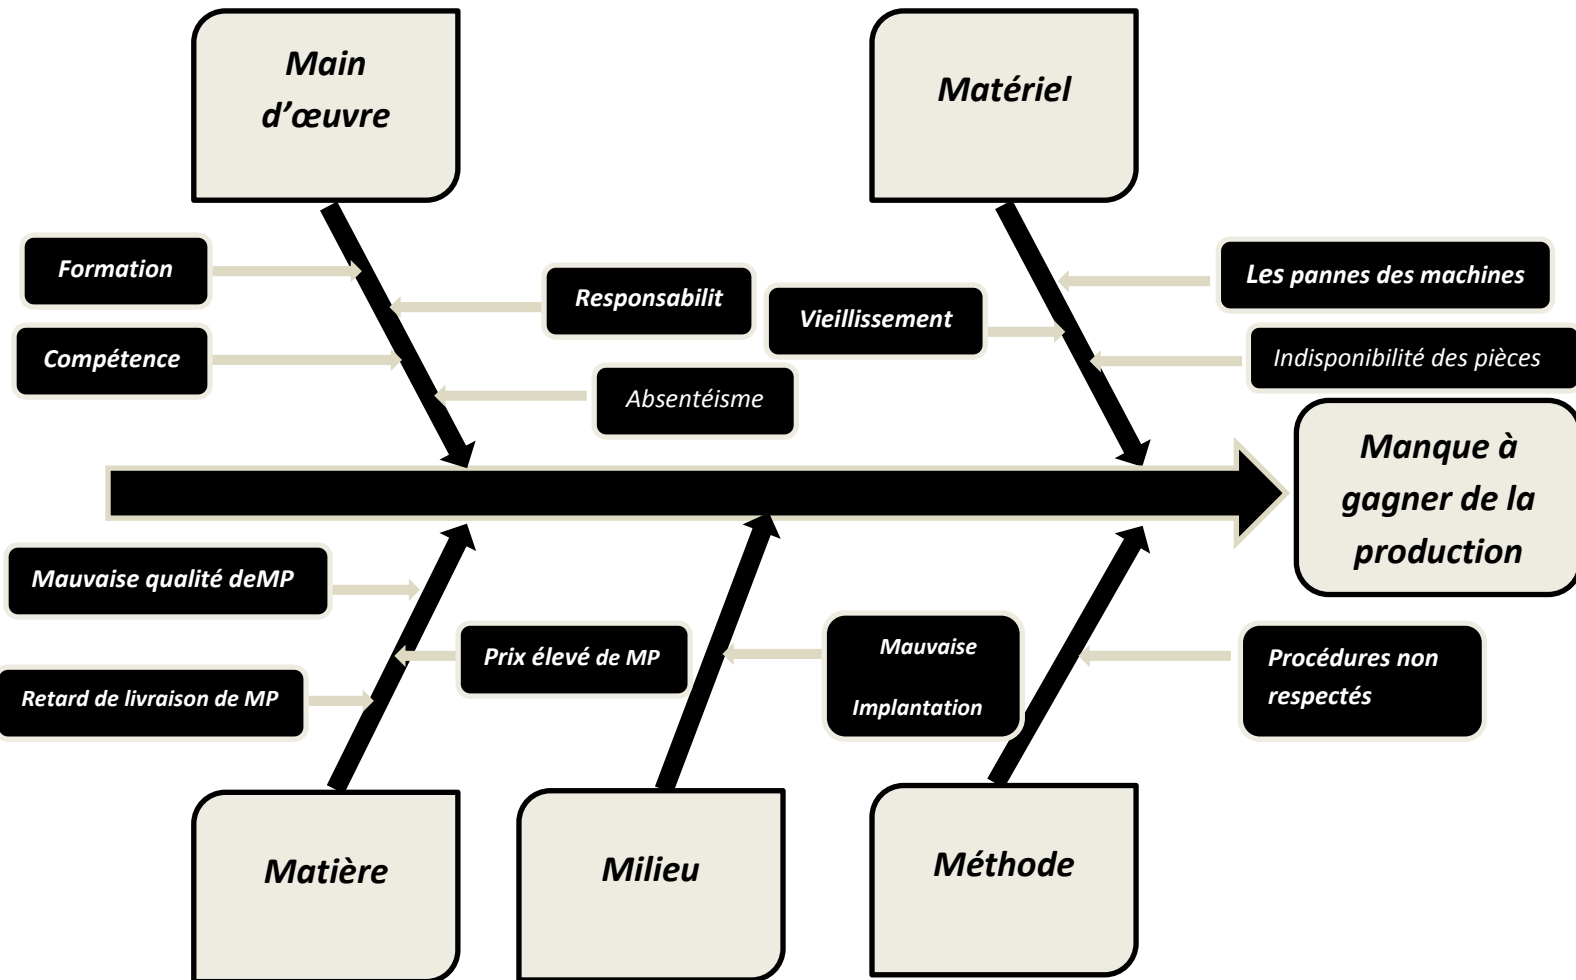 Main
d'œuvre
Matériel
Formation
Responsabilit
Les pannes des machines
Vieillissement
Compétence
Indisponibilité des pièces
Absentéisme
Manque à
gagner de la
production
Mauvaise qualité deMP
Prix élevé de MP
Mauvaise
Implantation
Procédures non
respectés
Retard de livraison de MP
Matière
Milieu
Méthode